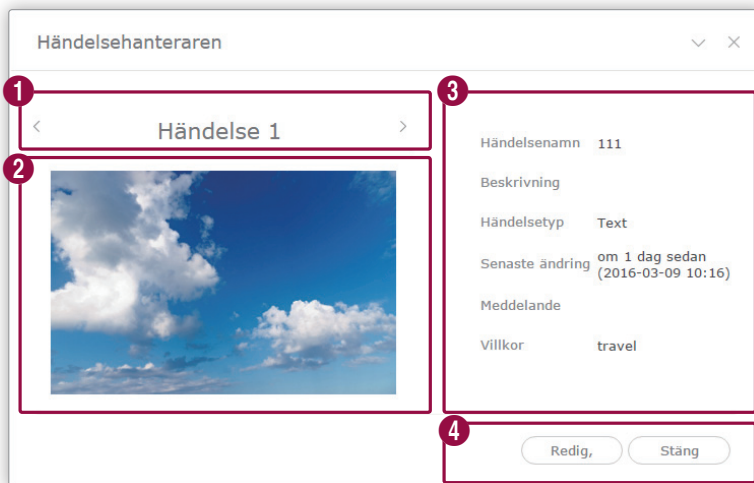 Händelsehanteraren
1
Händelse 1
2
3
Händelsenamn 111
Beskrivning
Händelsetyp Text
Senaste ändring om 1 dag sedan
(2016-03-09 10:16)
Meddelande
Villkor travel
4
Redig, Stäng